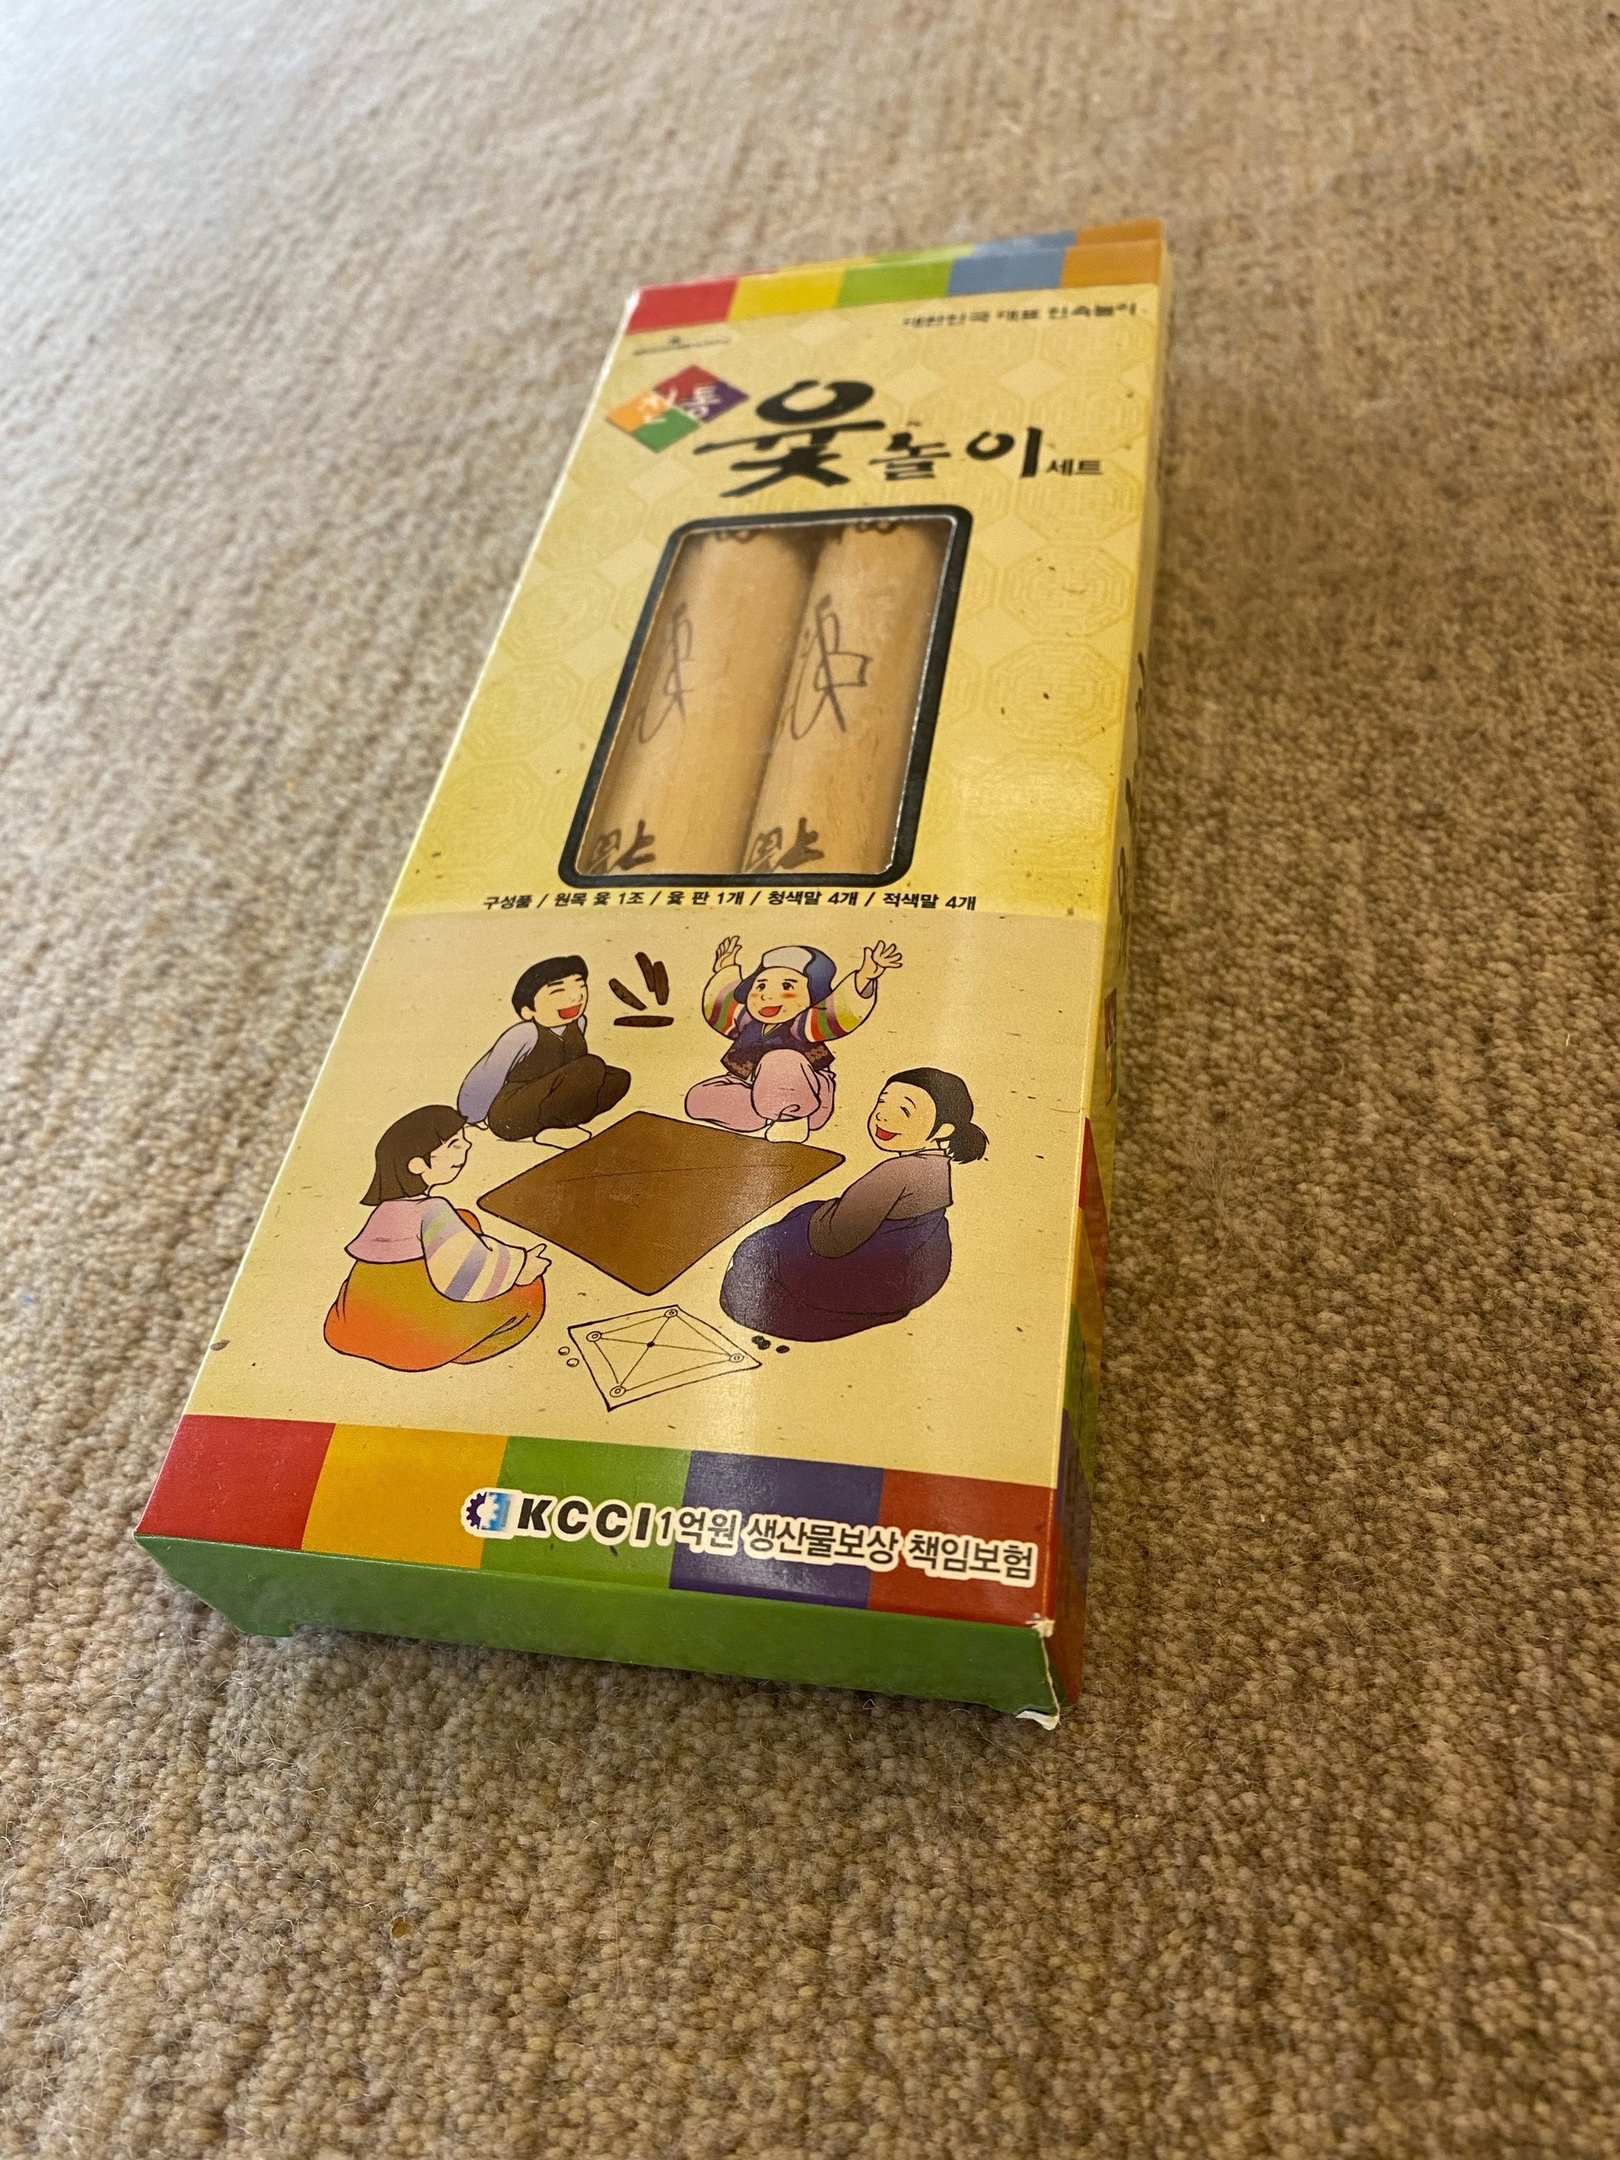 대한민국 대표 민속놀이
전통
윷놀이 세트
구성품 / 원목 윷 1조 / 윷 판 1개 / 청색말 4개 / 적색말 4개
KCCI 1억원 생산물보상 책임보험